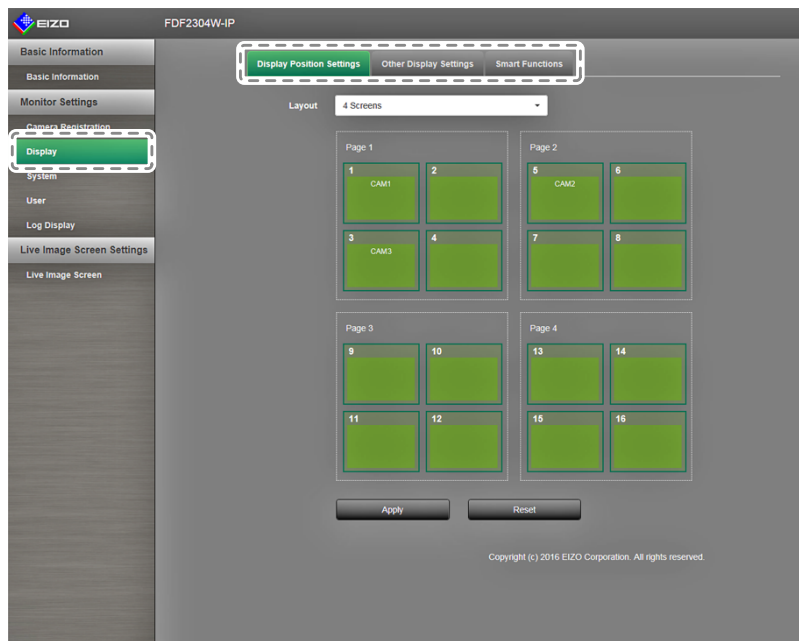 EIZO
FDF2304W-IP
Basic Information
Basic Information
Monitor Settings
Camera Registration
Display
System
User
Log Display
Live Image Screen Settings
Live Image Screen
Display Position Settings
Other Display Settings
Smart Functions
Layout
4 Screens
Page 1
1
CAM1
2
3
CAM3
4
Page 2
5
CAM2
6
7
8
Page 3
9
10
11
12
Page 4
13
14
15
16
Apply
Reset
Copyright (c) 2016 EIZO Corporation. All rights reserved.